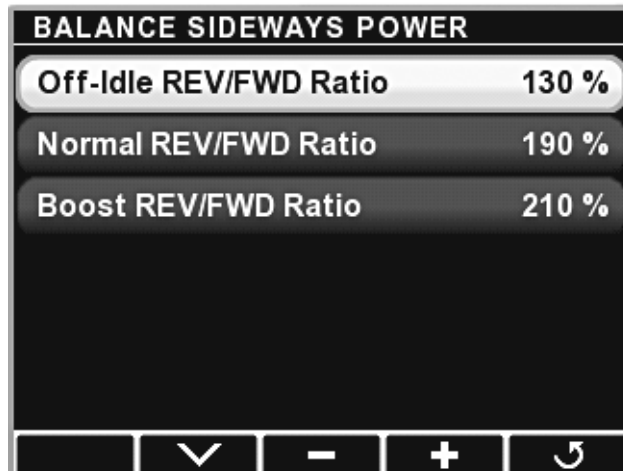 BALANCE SIDEWAYS POWER
Off-Idle REV/FWD Ratio 130 %
Normal REV/FWD Ratio 190 %
Boost REV/FWD Ratio 210 %